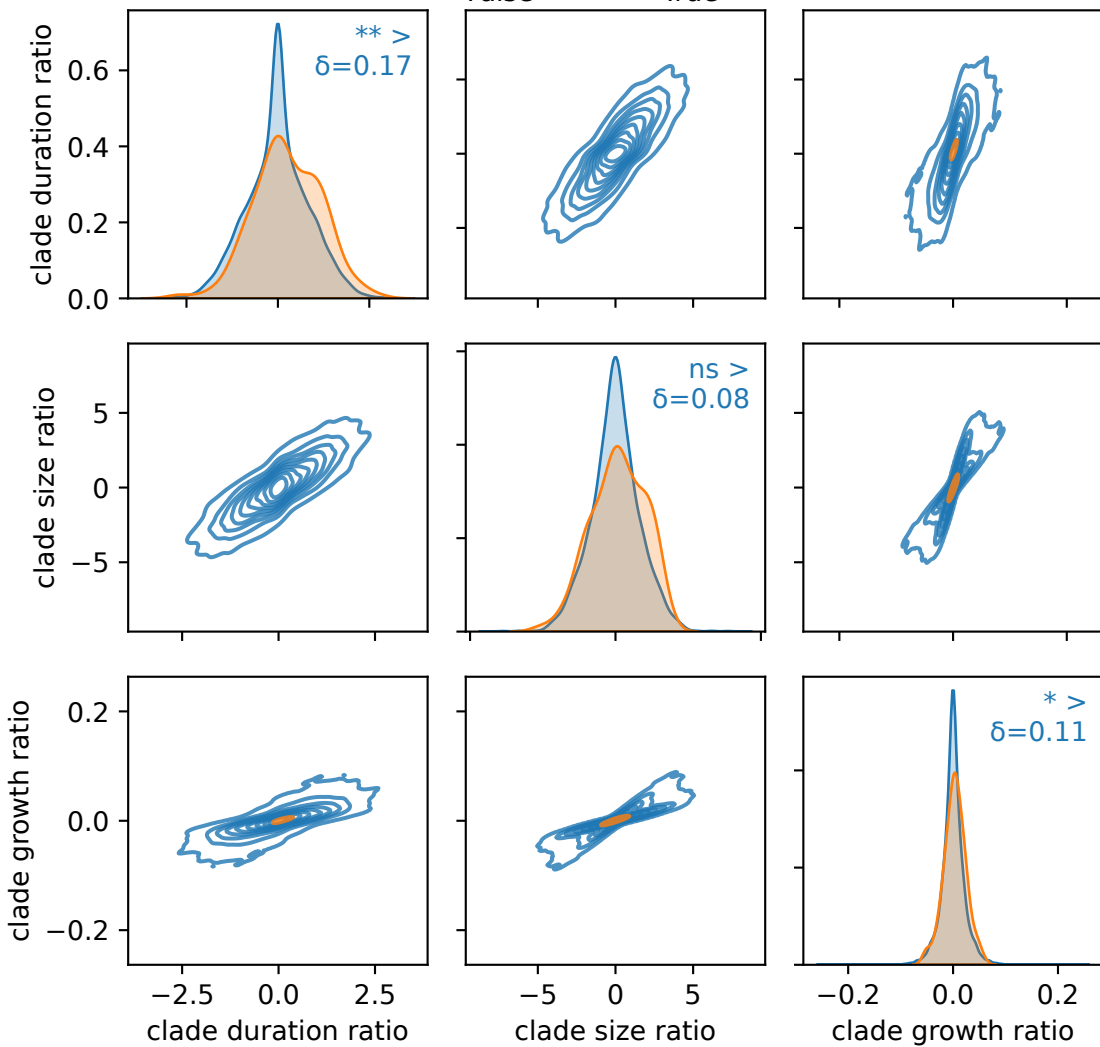 ** >
δ=0.17
clade duration ratio
0.6
0.4
0.2
0.0
ns >
δ=0.08
clade size ratio
5
0
−5
* >
δ=0.11
clade growth ratio
0.2
0.0
−0.2
−2.5 0.0 2.5 −5 0 5 −0.2 0.0 0.2
clade duration ratio clade size ratio clade growth ratio